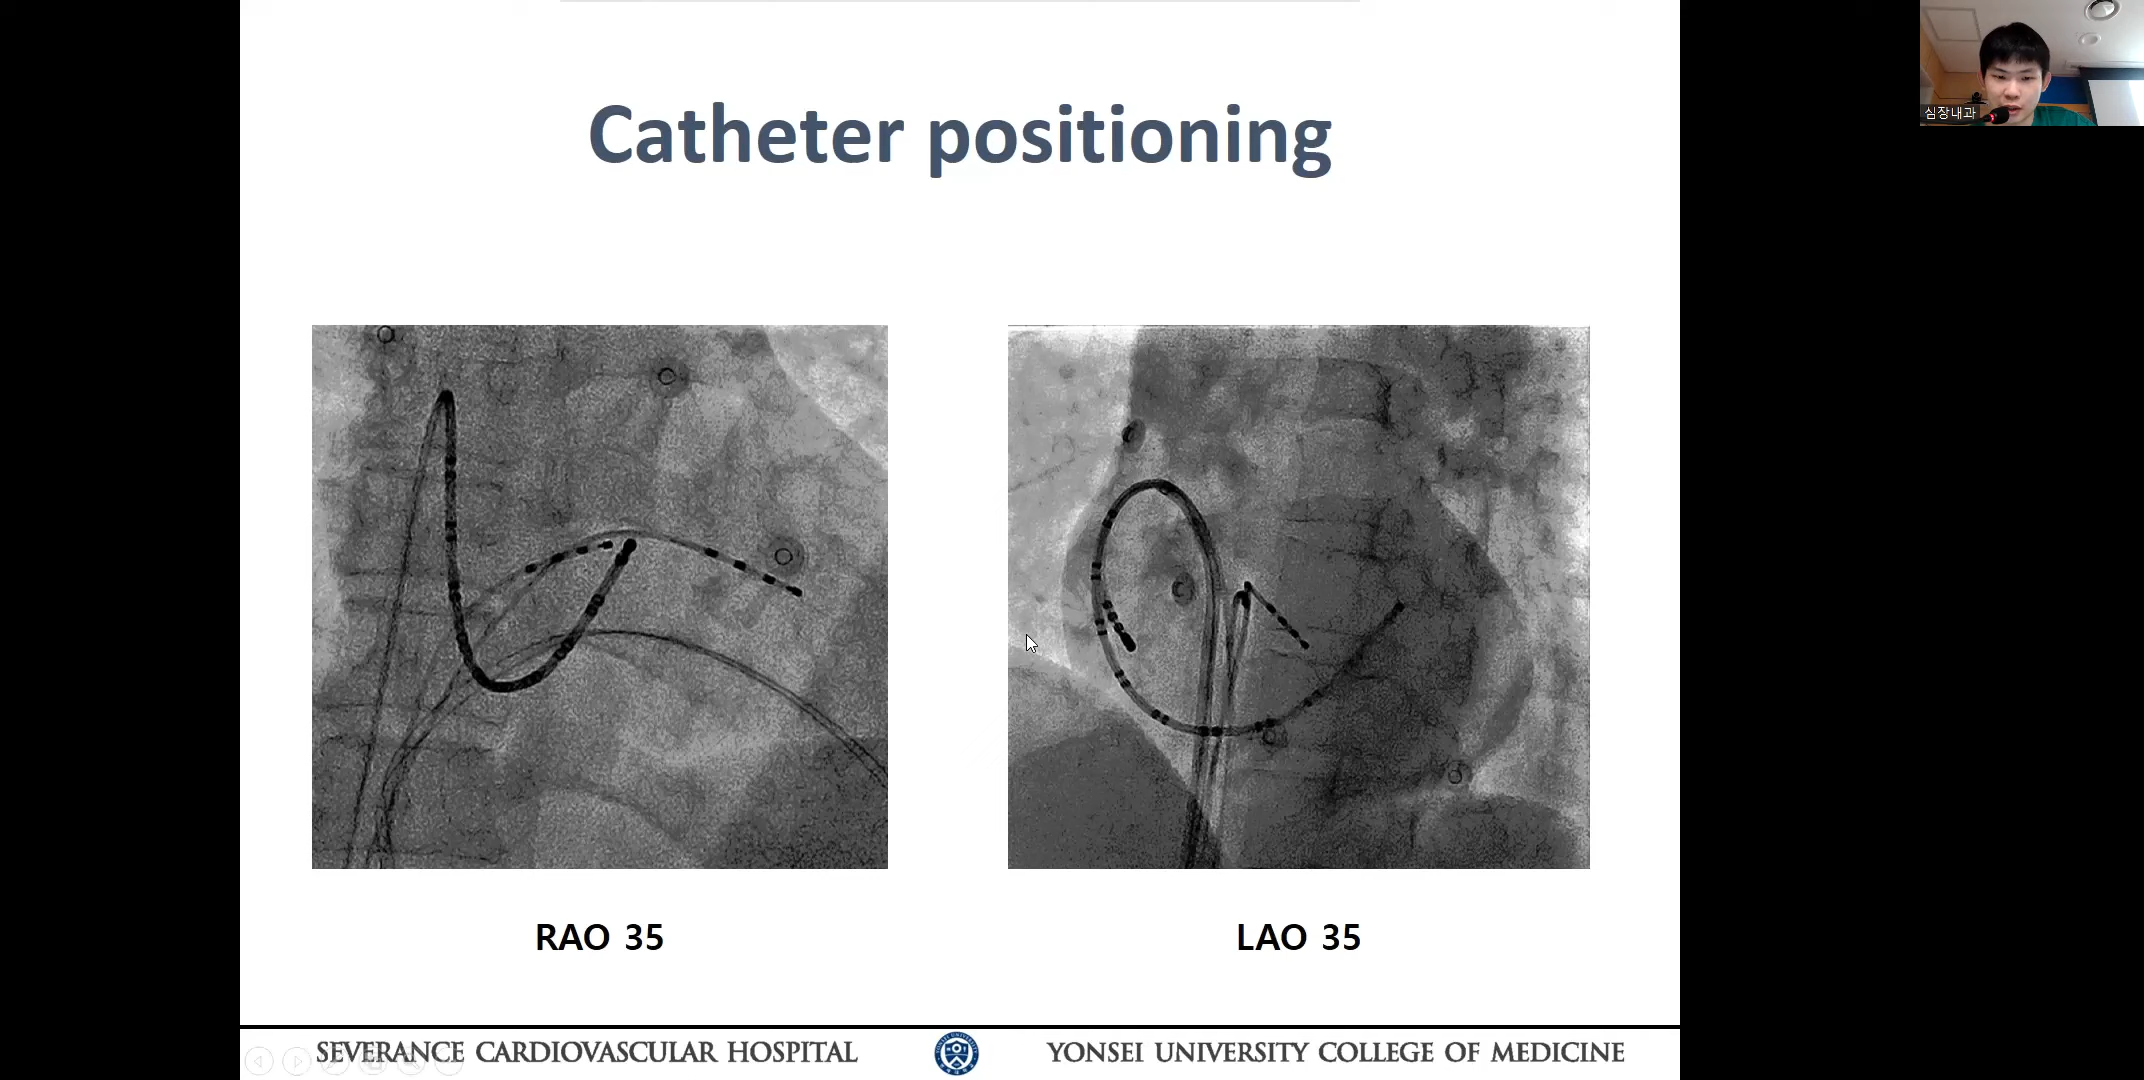 Catheter positioning
심장내과
RAO 35
LAO 35
SEVERANCE CARDIOVASCULAR HOSPITAL
YONSEI UNIVERSITY COLLEGE OF MEDICINE